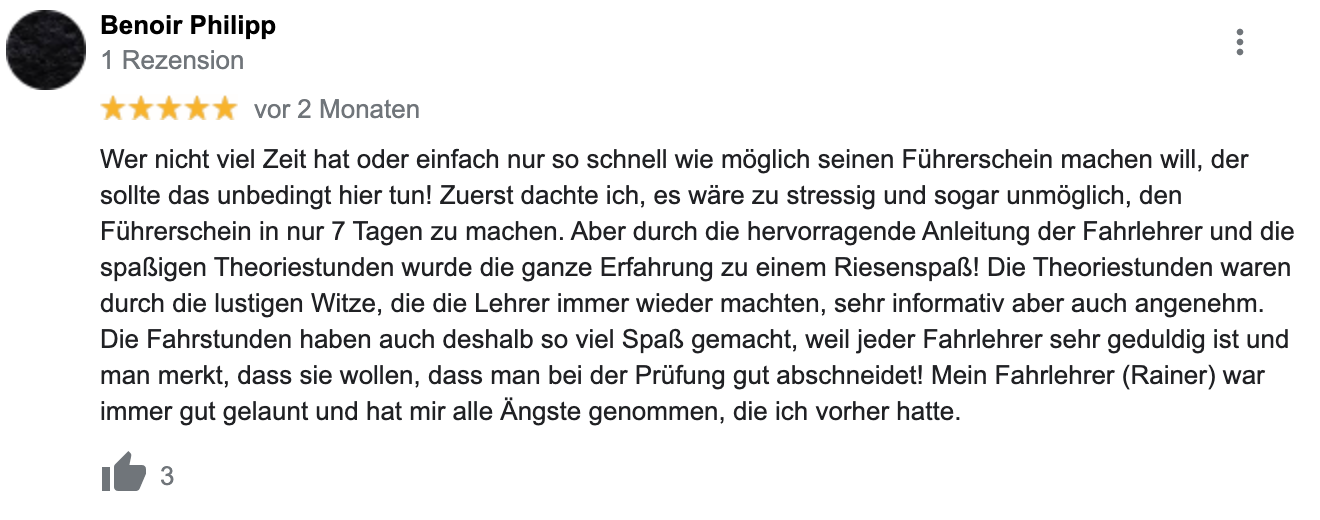 Benoir Philipp
1 Rezension
vor 2 Monaten
Wer nicht viel Zeit hat oder einfach nur so schnell wie möglich seinen Führerschein machen will, der
sollte das unbedingt hier tun! Zuerst dachte ich, es wäre zu stressig und sogar unmöglich, den
Führerschein in nur 7 Tagen zu machen. Aber durch die hervorragende Anleitung der Fahrlehrer und die
spaßigen Theoriestunden wurde die ganze Erfahrung zu einem Riesenspaß! Die Theoriestunden waren
durch die lustigen Witze, die die Lehrer immer wieder machten, sehr informativ aber auch angenehm.
Die Fahrstunden haben auch deshalb so viel Spaß gemacht, weil jeder Fahrlehrer sehr geduldig ist und
man merkt, dass sie wollen, dass man bei der Prüfung gut abschneidet! Mein Fahrlehrer (Rainer) war
immer gut gelaunt und hat mir alle Ängste genommen, die ich vorher hatte.
3